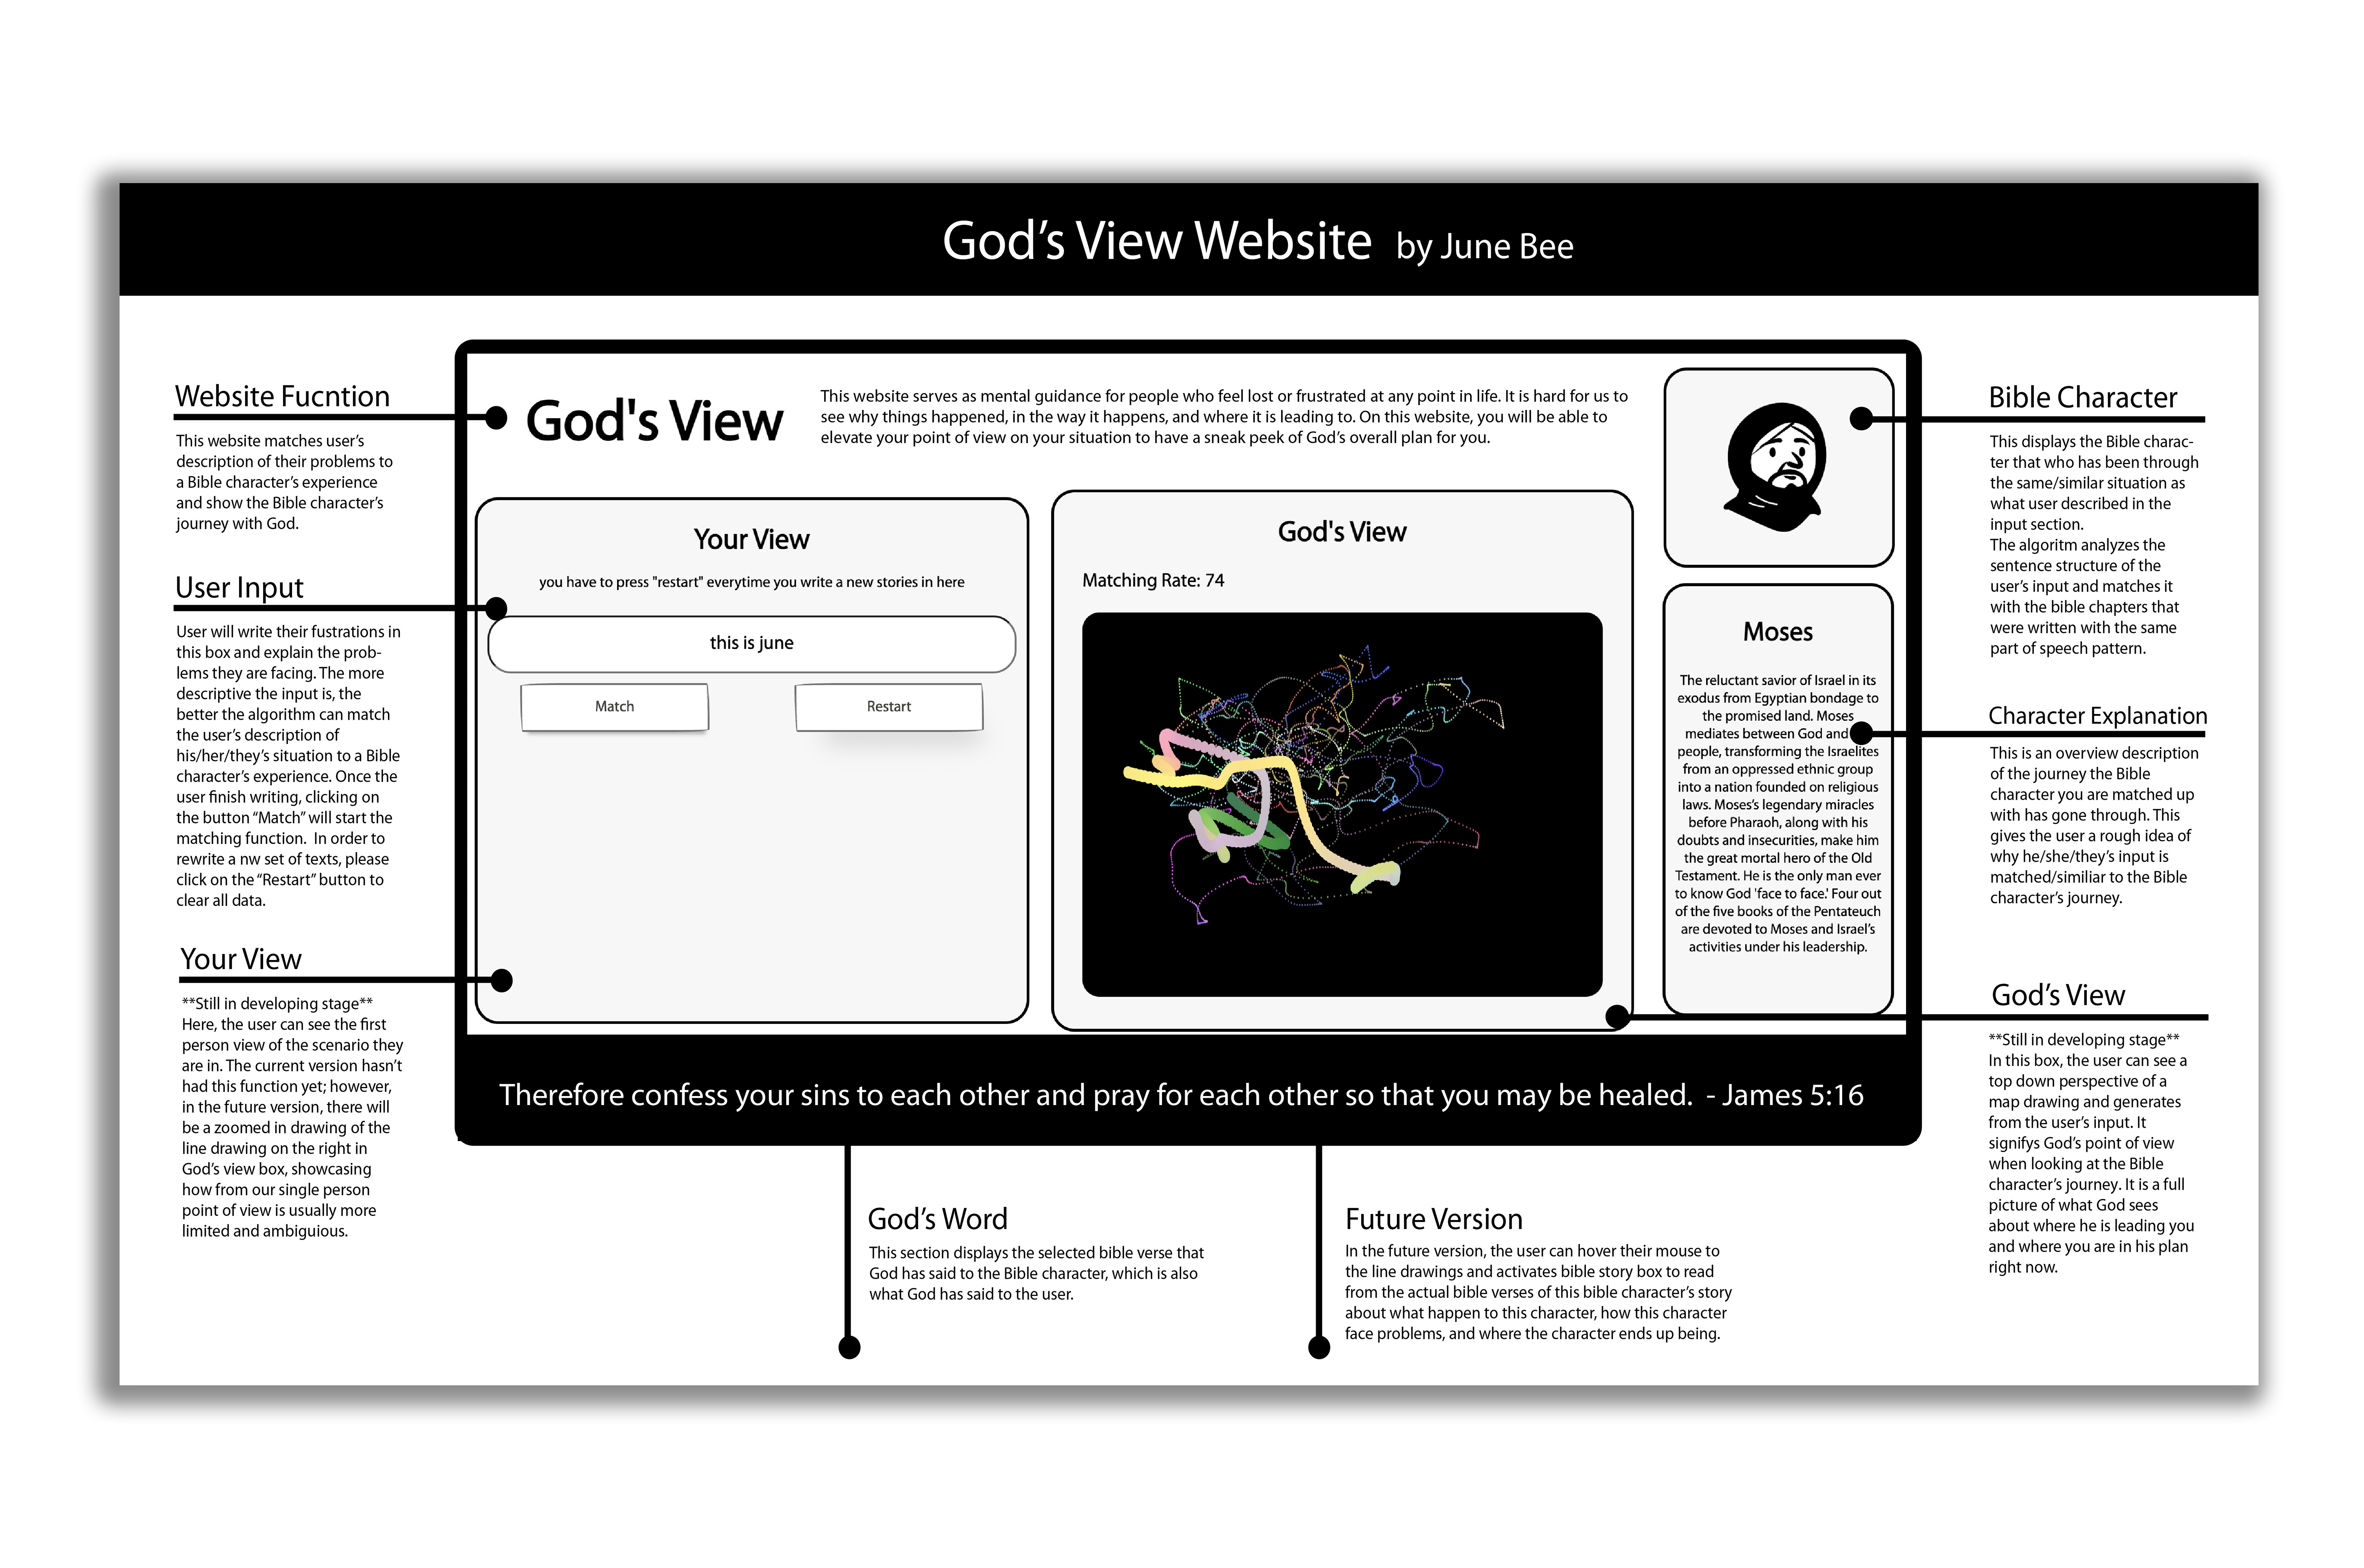 God's View Website by June Bee
Website Fucntion
This website matches user's
description of their problems to
a Bible character's experience
and show the Bible character's
journey with God.
User Input
User will write their fustrations in
this box and explain the prob-
lems they are facing. The more
descriptive the input is, the
better the algorithm can match
the user's description of
his/her/they's situation to a Bible
character's experience. Once the
user finish writing, clicking on
the button “Match” will start the
matching function. In order to
rewrite a nw set of texts, please
click on the “Restart” button to
clear all data.
Your View
**Still in developing stage**
Here, the user can see the first
person view of the scenario they
are in. The current version hasn't
had this function yet; however,
in the future version, there will
be a zoomed in drawing of the
line drawing on the right in
God's view box, showcasing
how from our single person
point of view is usually more
limited and ambiguious.
God's View
This website serves as mental guidance for people who feel lost or frustrated at any point in life. It is hard for us to
see why things happened, in the way it happens, and where it is leading to. On this website, you will be able to
elevate your point of view on your situation to have a sneak peek of God's overall plan for you.
Your View
you have to press "restart" everytime you write a new stories in here
this is june
Match
Restart
God's View
Matching Rate: 74
Moses
The reluctant savior of Israel in its
exodus from Egyptian bondage to
the promised land. Moses
mediates between God and
people, transforming the Israelites
from an oppressed ethnic group
into a nation founded on religious
laws. Moses's legendary miracles
before Pharaoh, along with his
doubts and insecurities, make him
the great mortal hero of the Old
Testament. He is the only man ever
to know God 'face to face.' Four out
of the five books of the Pentateuch
are devoted to Moses and Israel's
activities under his leadership.
Therefore confess your sins to each other and pray for each other so that you may be healed. - James 5:16
Bible Character
This displays the Bible charac-
ter that who has been through
the same/similar situation as
what user described in the
input section.
The algoritm analyzes the
sentence structure of the
user's input and matches it
with the bible chapters that
were written with the same
part of speech pattern.
Character Explanation
This is an overview description
of the journey the Bible
character you are matched up
with has gone through. This
gives the user a rough idea of
why he/she/they's input is
matched/similiar to the Bible
character's journey.
God's View
**Still in developing stage**
In this box, the user can see a
top down perspective of a
map drawing and generates
from the user's input. It
signifys God's point of view
when looking at the Bible
character's journey. It is a full
picture of what God sees
about where he is leading you
and where you are in his plan
right now.
God's Word
This section displays the selected bible verse that
God has said to the Bible character, which is also
what God has said to the user.
Future Version
In the future version, the user can hover their mouse to
the line drawings and activates bible story box to read
from the actual bible verses of this bible character's story
about what happen to this character, how this character
face problems, and where the character ends up being.